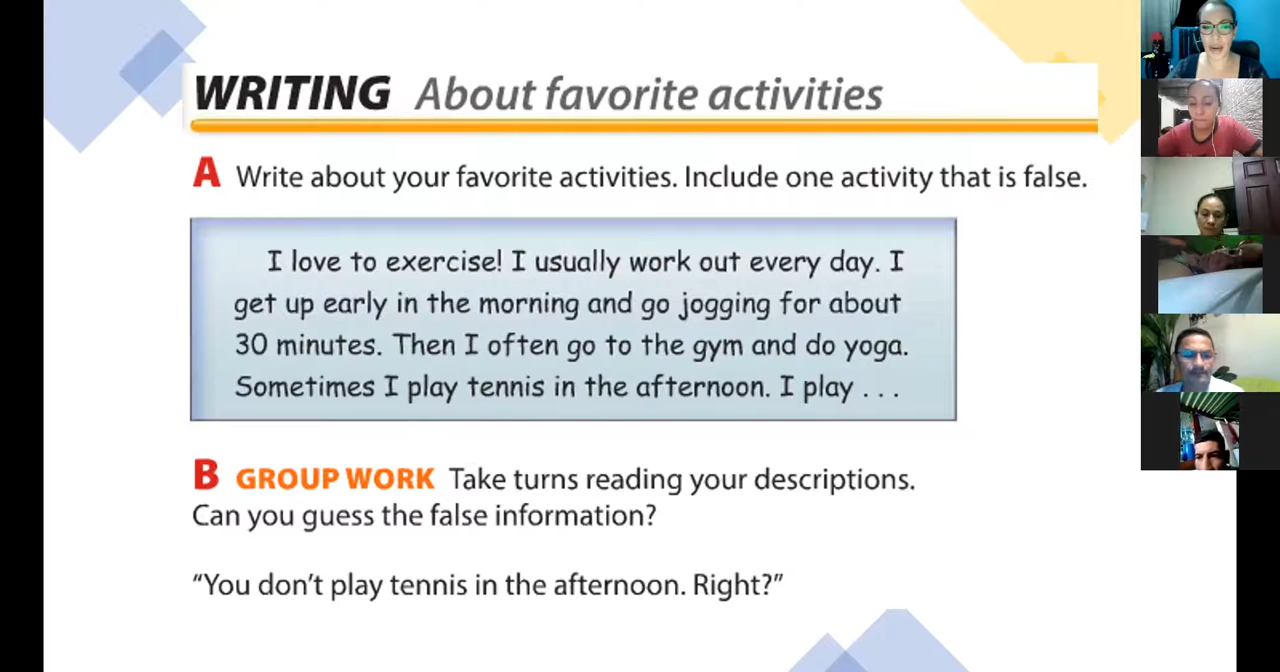 WRITING About favorite activities
A Write about your favorite activities. Include one activity that is false.
I love to exercise! I usually work out every day. I
get up early in the morning and go jogging for about
30 minutes. Then I often go to the gym and do yoga.
Sometimes I play tennis in the afternoon. I play . . .
B GROUP WORK Take turns reading your descriptions.
Can you guess the false information?
“You don’t play tennis in the afternoon. Right?”